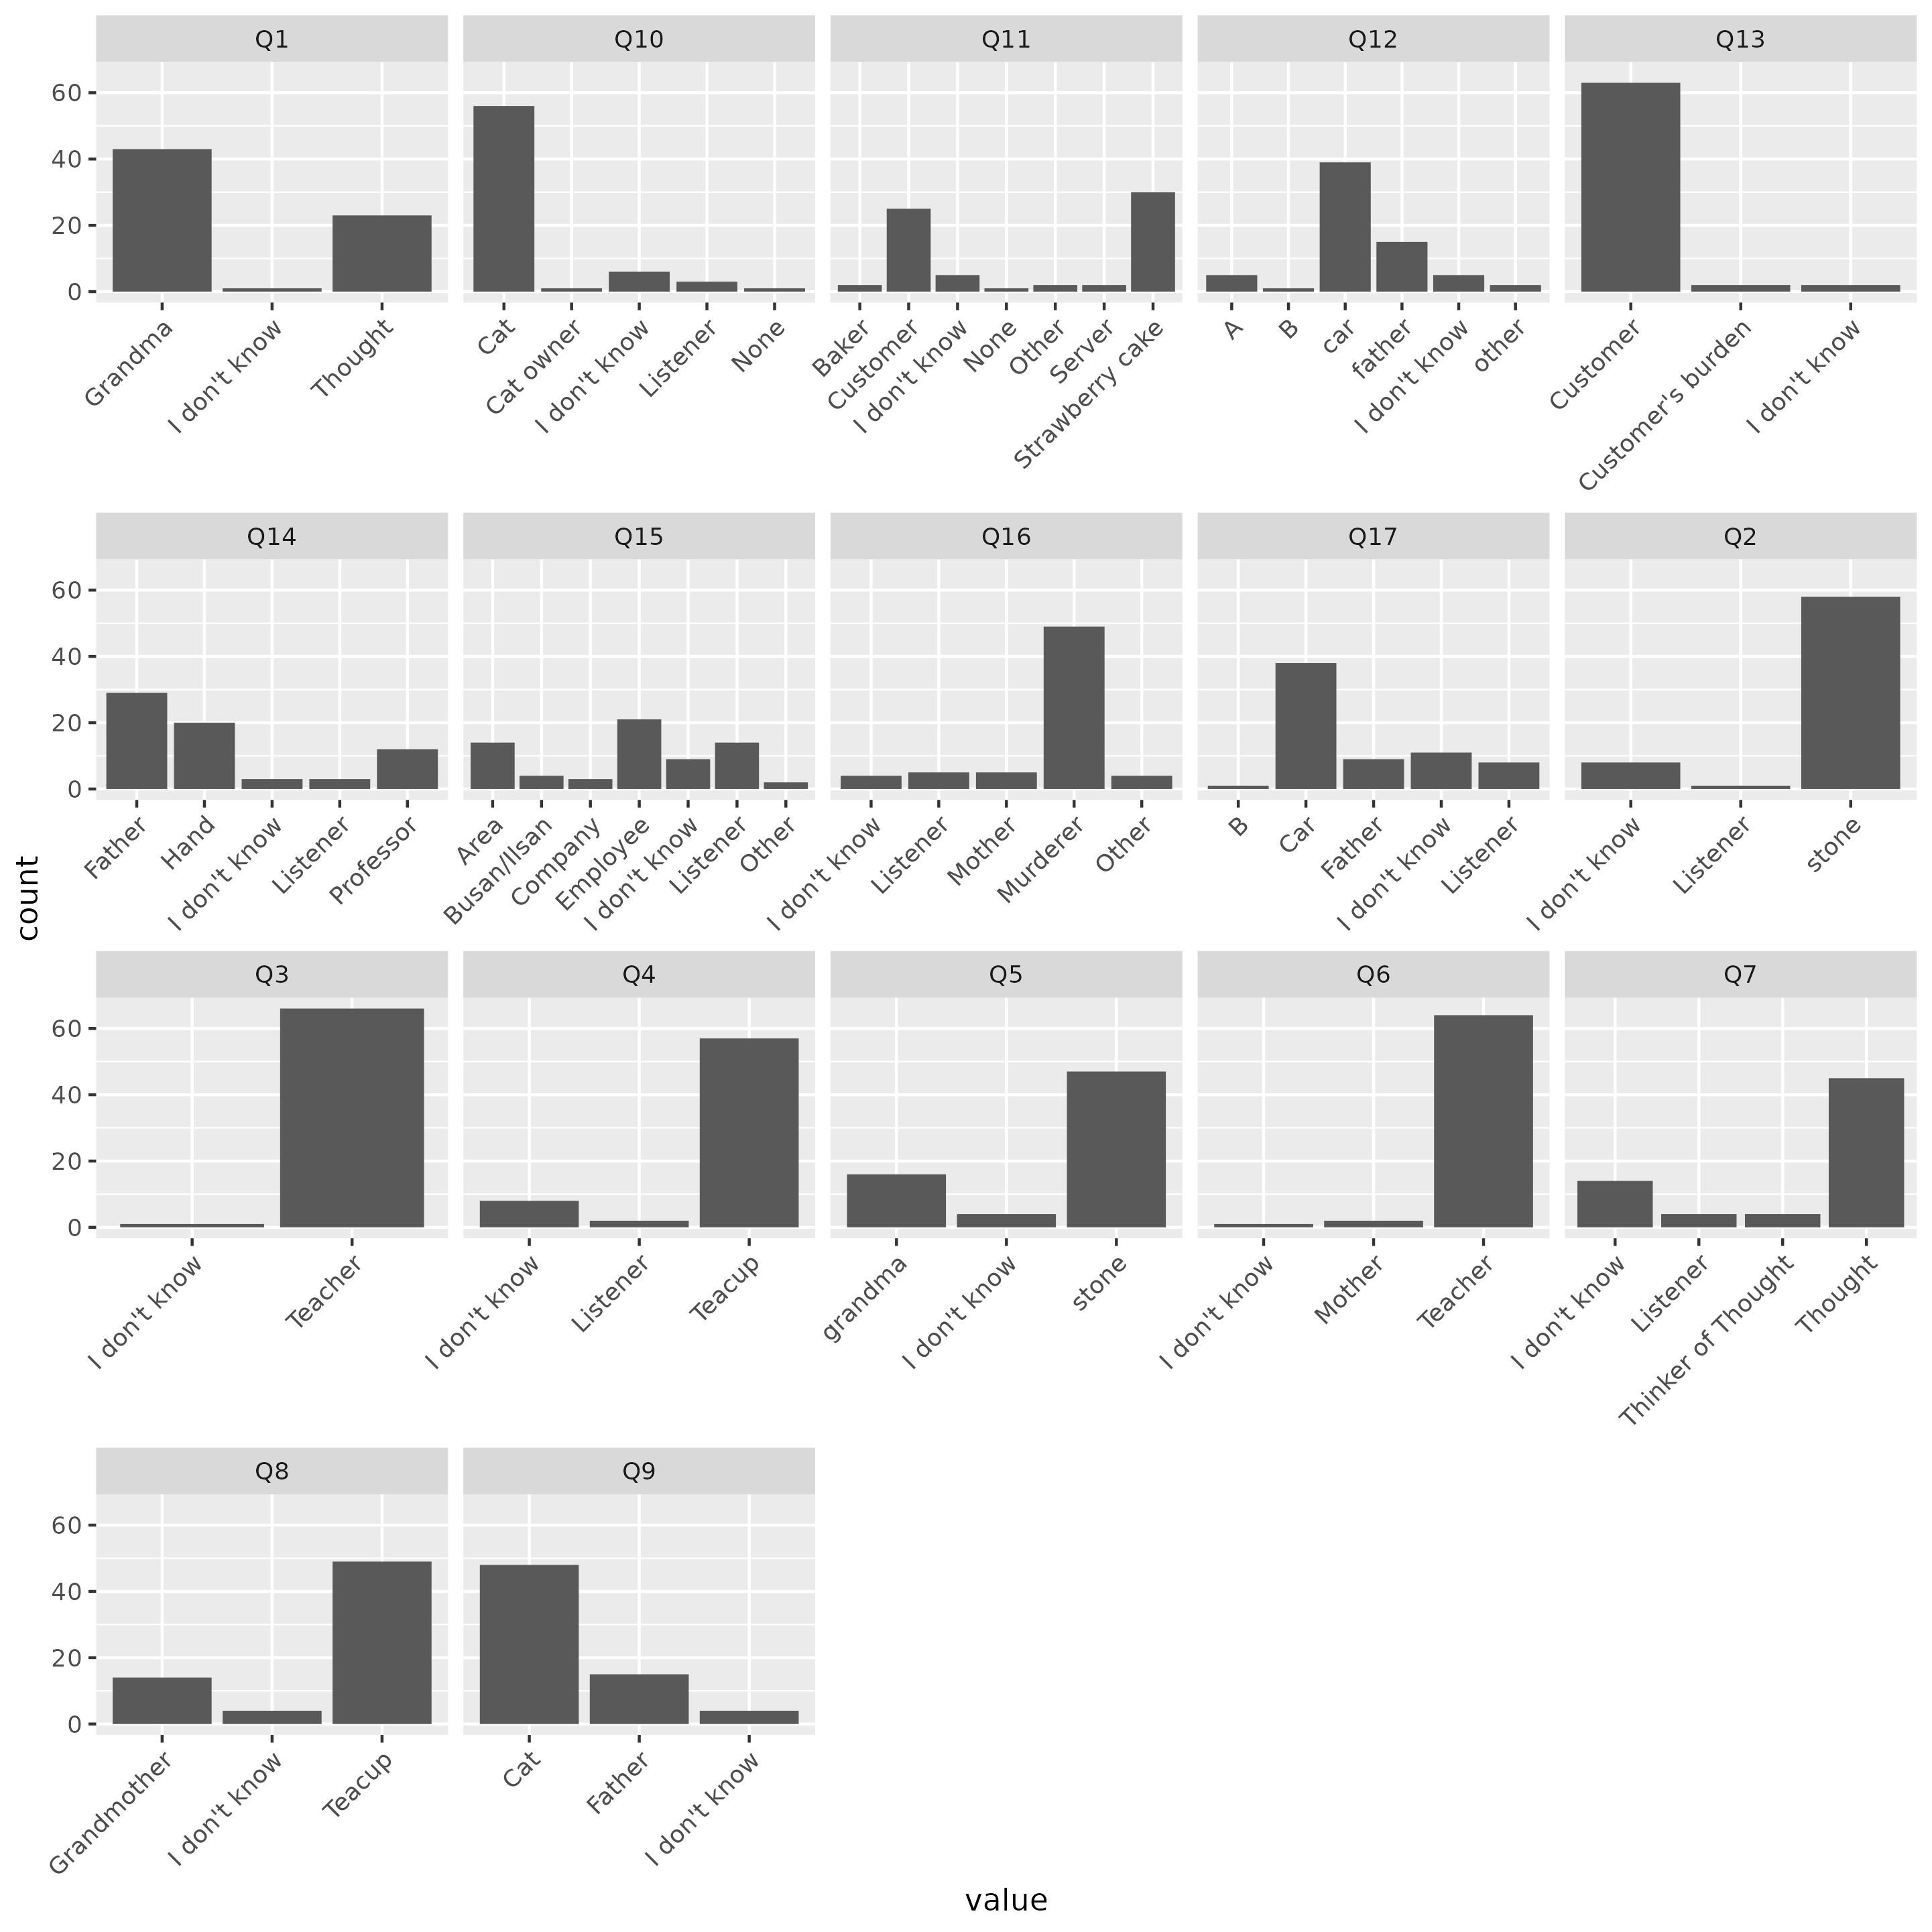 Q1 Q10 Q11 Q12 Q13
60
40
20
0
Grandma I don't know Thought
Cat Cat owner I don't know Listener None
Baker Customer I don't know None Other Server Strawberry cake
A B car father I don't know other
Customer Customer's burden I don't know
Q14 Q15 Q16 Q17 Q2
60
40
20
0
Father Hand I don't know Listener Professor
Area Busan/Ilsan Company Employee I don't know Listener Other
I don't know Listener Mother Murderer Other
B Car Father I don't know Listener
I don't know Listener stone
count
Q3 Q4 Q5 Q6 Q7
60
40
20
0
I don't know Teacher
I don't know Listener Teacup
grandma I don't know stone
I don't know Mother Teacher
I don't know Listener Thinker of Thought Thought
Q8 Q9
60
40
20
0
Grandmother I don't know Teacup
Cat Father I don't know
value